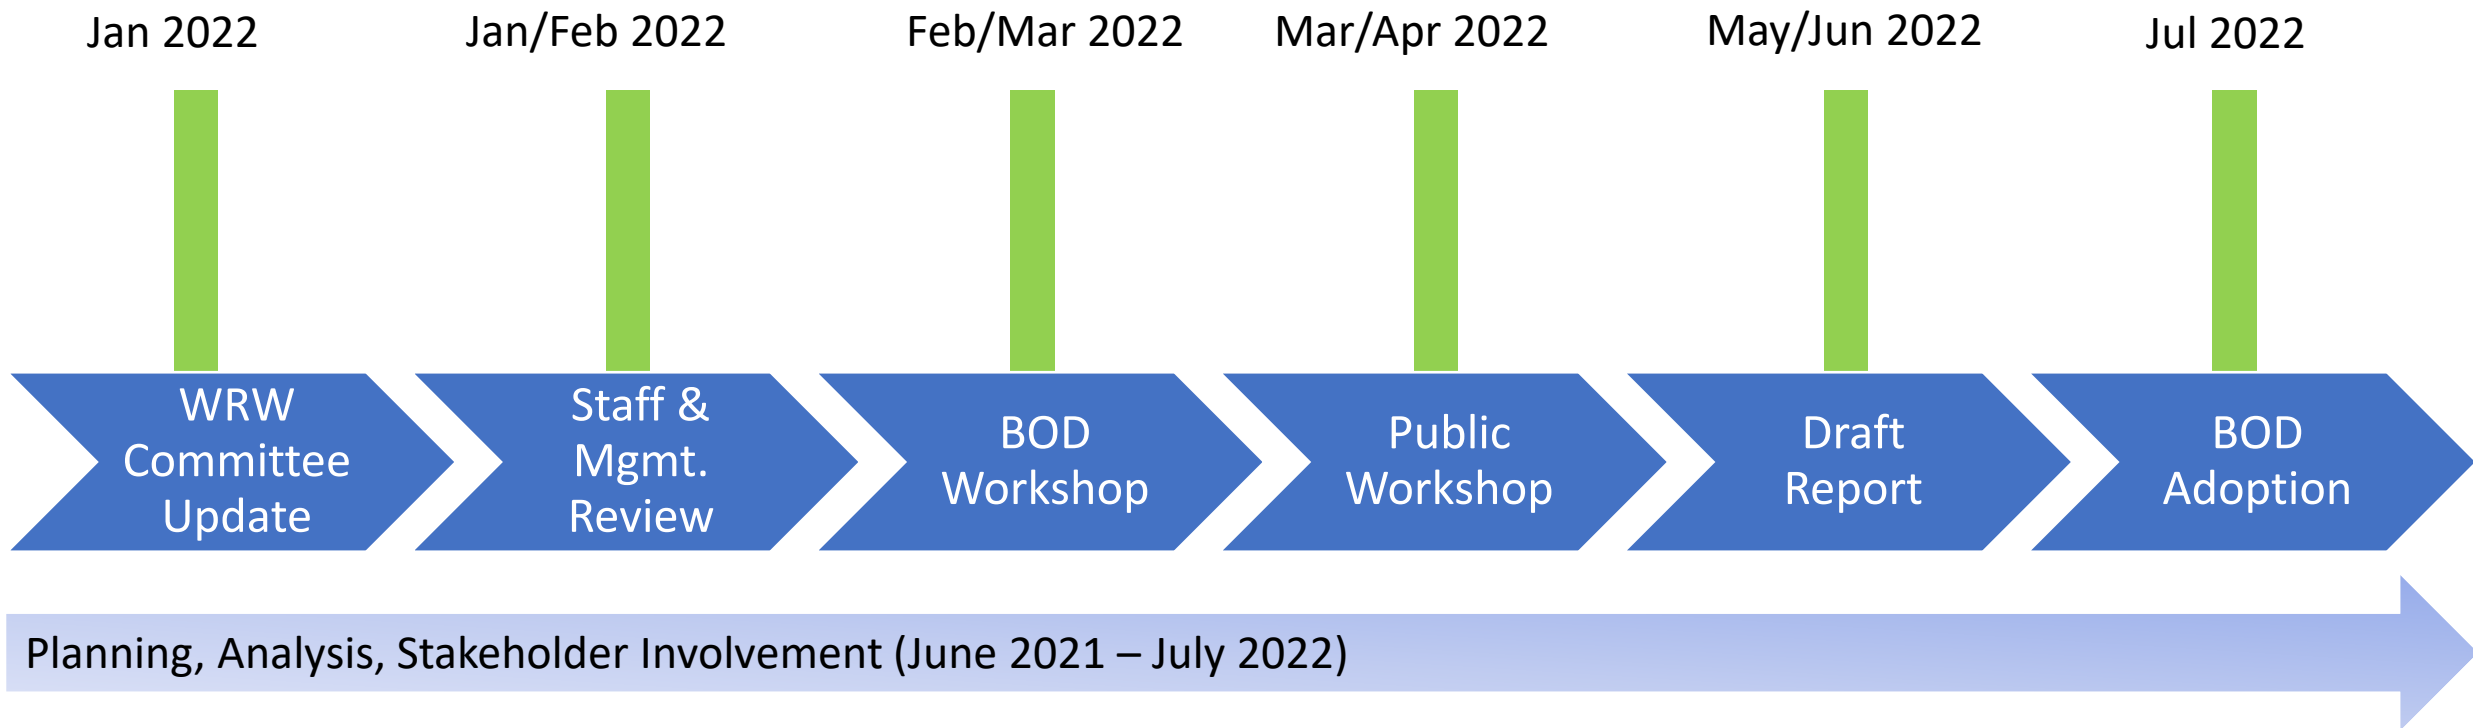 Jan 2022
Jan/Feb 2022
Feb/Mar 2022
Mar/Apr 2022
May/Jun 2022
Jul 2022
WRW
Committee
Update
Staff &
Mgmt.
Review
BOD
Workshop
Public
Workshop
Draft
Report
BOD
Adoption
Planning, Analysis, Stakeholder Involvement (June 2021 – July 2022)